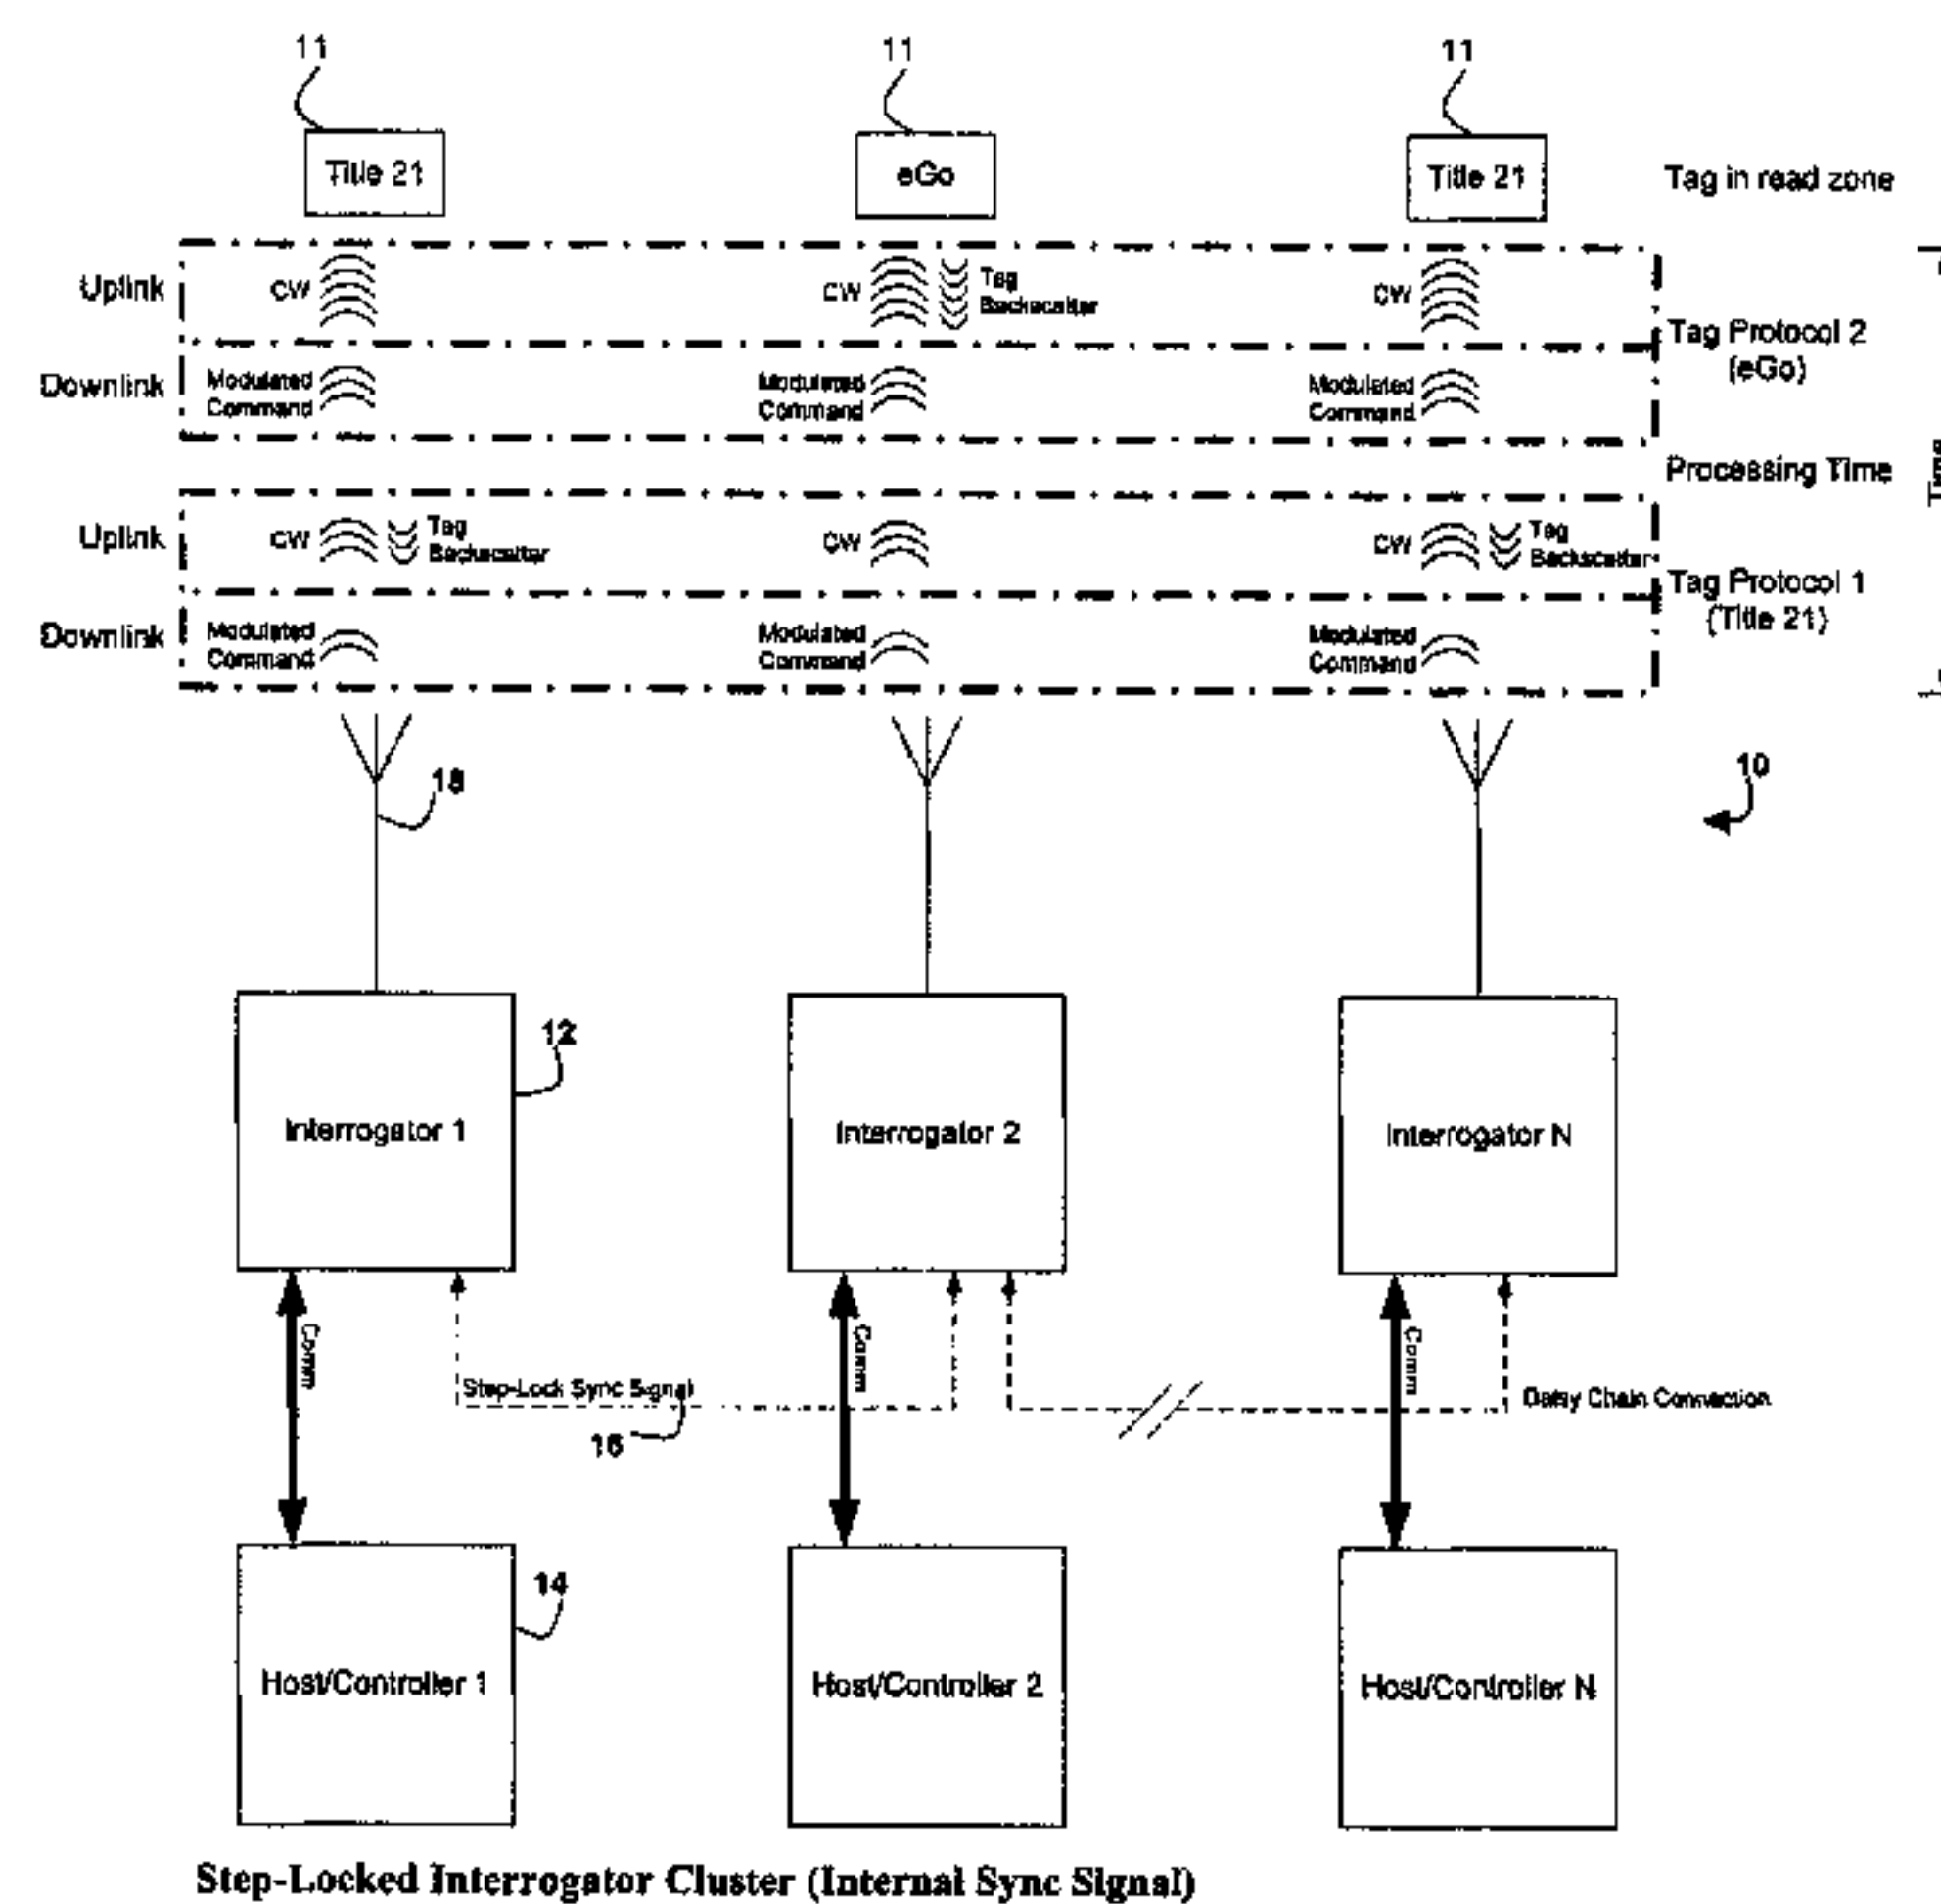 11 11 11
Title 21 eGo Title 21 Tag in read zone
Uplink CW CW Tag Backscatter CW
Tag Protocol 2
(eGo)
Downlink Modulated Command Modulated Command Modulated Command
Processing Time
Time
Uplink CW Tag Backscatter CW CW Tag Backscatter
Tag Protocol 1
(Title 21)
Downlink Modulated Command Modulated Command Modulated Command
18
10
12
Interrogator 1 Interrogator 2 Interrogator N
Comm Comm Comm
Step-Lock Sync Signal Daisy Chain Connection
16
14
Host/Controller 1 Host/Controller 2 Host/Controller N
Step-Locked Interrogator Cluster (Internal Sync Signal)